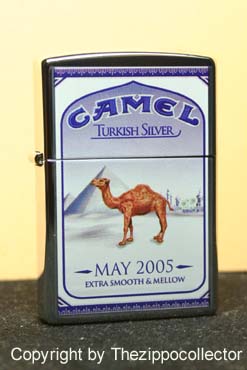 CAMEL
TURKISH SILVER
MAY 2005
EXTRA SMOOTH & MELLOW
Copyright by Thezippocollector